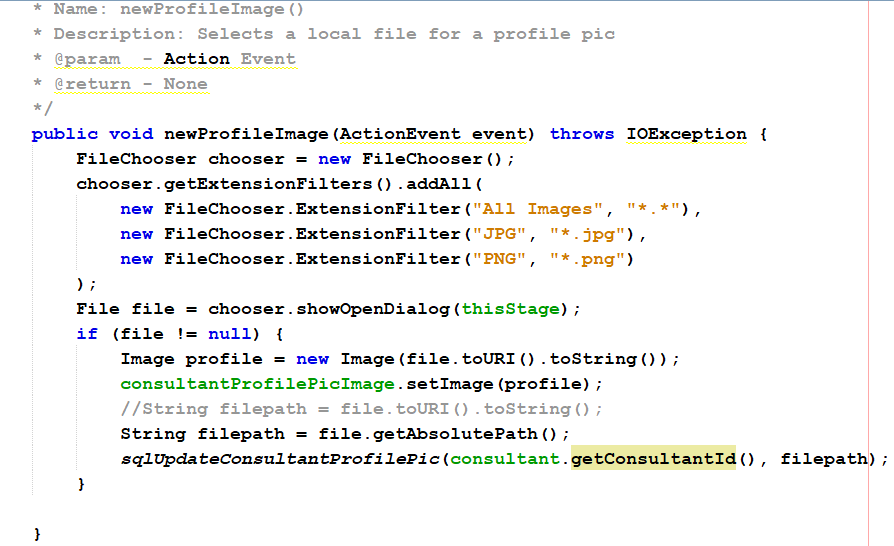 * Name: newProfileImage()
* Description: Selects a local file for a profile pic
* @param  - Action Event
* @return - None
*/
public void newProfileImage(ActionEvent event) throws IOException {
    FileChooser chooser = new FileChooser();
    chooser.getExtensionFilters().addAll(
        new FileChooser.ExtensionFilter("All Images", "*.*"),
        new FileChooser.ExtensionFilter("JPG", "*.jpg"),
        new FileChooser.ExtensionFilter("PNG", "*.png")
    );
    File file = chooser.showOpenDialog(thisStage);
    if (file != null) {
        Image profile = new Image(file.toURI().toString());
        consultantProfilePicImage.setImage(profile);
        //String filepath = file.toURI().toString();
        String filepath = file.getAbsolutePath();
        sqlUpdateConsultantProfilePic(consultant.getConsultantId(), filepath);
    }

}